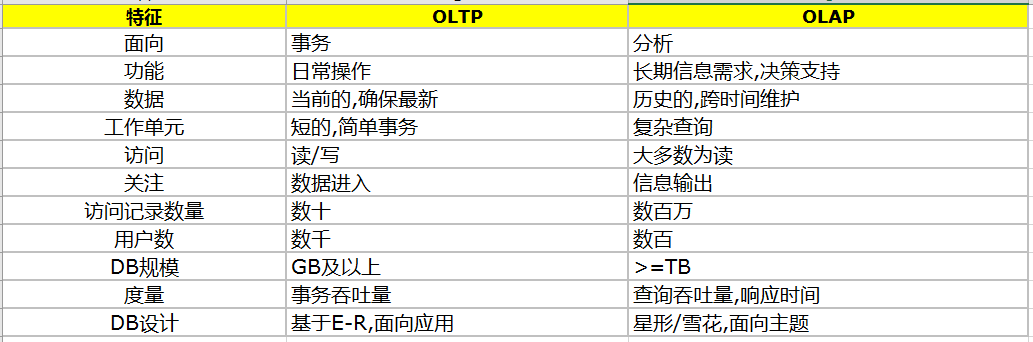 特征 OLTP OLAP
面向 事务 分析
功能 日常操作 长期信息需求,决策支持
数据 当前的,确保最新 历史的,跨时间维护
工作单元 短的,简单事务 复杂查询
访问 读/写 大多数为读
关注 数据进入 信息输出
访问记录数量 数十 数百万
用户数 数千 数百
DB规模 GB及以上 >=TB
度量 事务吞吐量 查询吞吐量,响应时间
DB设计 基于E-R,面向应用 星形/雪花,面向主题